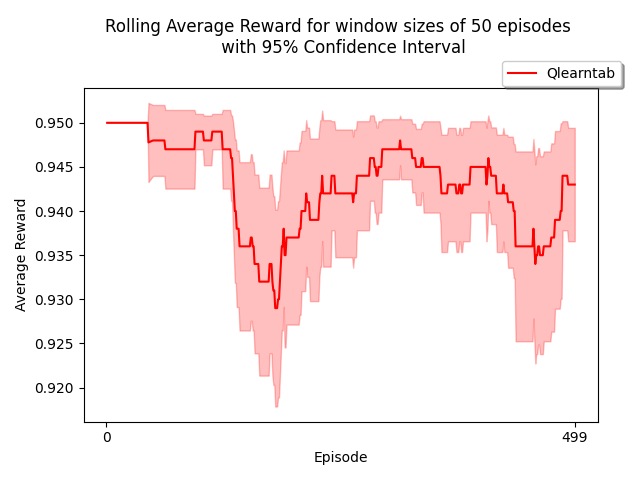 Rolling Average Reward for window sizes of 50 episodes
with 95% Confidence Interval
Qlearntab
0.950
0.945
0.940
0.935
0.930
0.925
0.920
Average Reward
0
499
Episode